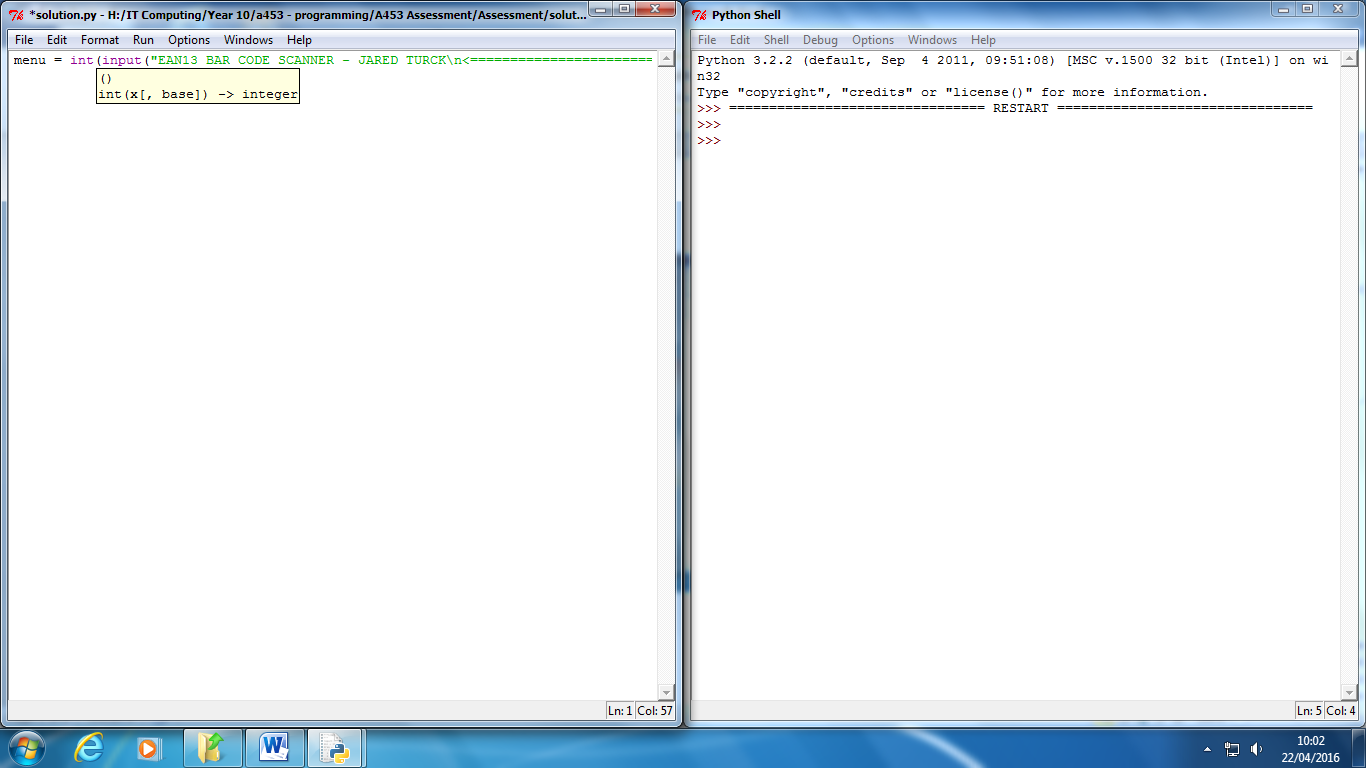 *solution.py - H:/IT Computing/Year 10/a453 - programming/A453 Assessment/Assessment/solut...
File Edit Format Run Options Windows Help
menu = int(input("EAN13 BAR CODE SCANNER - JARED TURCK\n<=======================
()
int(x[, base]) -> integer
Ln: 1 Col: 57
Python Shell
File Edit Shell Debug Options Windows Help
Python 3.2.2 (default, Sep  4 2011, 09:51:08) [MSC v.1500 32 bit (Intel)] on wi
n32
Type "copyright", "credits" or "license()" for more information.
>>> ================================ RESTART ================================
>>>
>>>
Ln: 5 Col: 4
10:02
22/04/2016